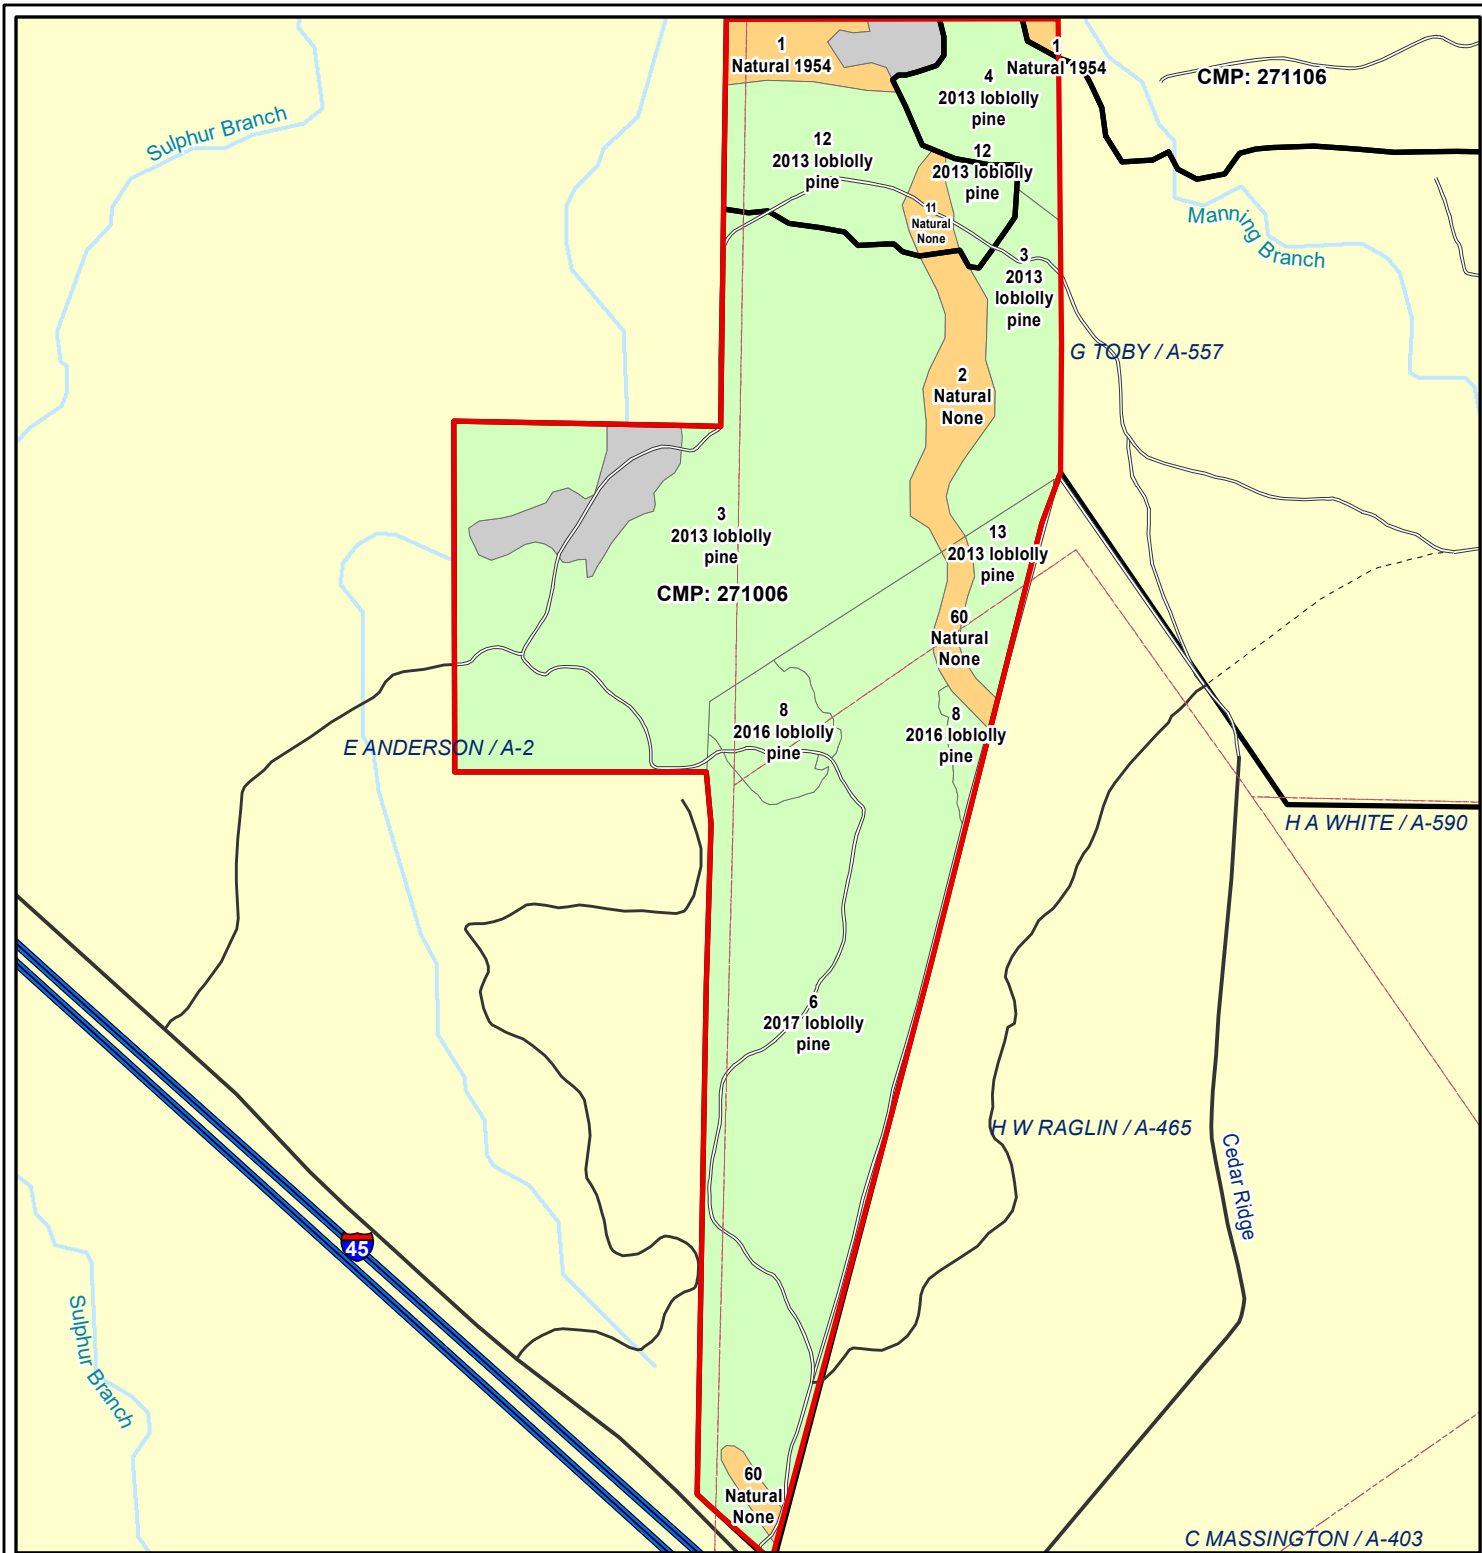 1
Natural 1954
1
Natural 1954
CMP: 271106
4
2013 loblolly
pine
Sulphur Branch
12
2013 loblolly
pine
12
2013 loblolly
pine
11
Natural
None
Manning Branch
3
2013
loblolly
pine
G TOBY / A-557
2
Natural
None
3
2013 loblolly
pine
13
2013 loblolly
pine
CMP: 271006
60
Natural
None
8
2016 loblolly
pine
8
2016 loblolly
pine
E ANDERSON / A-2
H A WHITE / A-590
6
2017 loblolly
pine
H W RAGLIN / A-465
Cedar Ridge
45
Sulphur Branch
60
Natural
None
C MASSINGTON / A-403